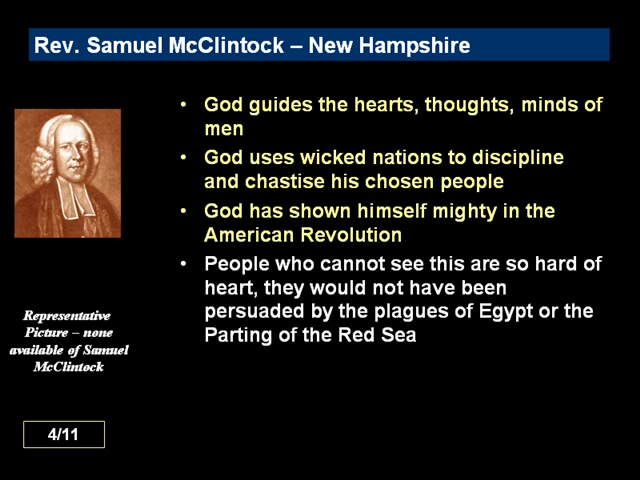 Rev. Samuel McClintock – New Hampshire
• God guides the hearts, thoughts, minds of
men
• God uses wicked nations to discipline
and chastise his chosen people
• God has shown himself mighty in the
American Revolution
• People who cannot see this are so hard of
heart, they would not have been
persuaded by the plagues of Egypt or the
Parting of the Red Sea
Representative
Picture – none
available of Samuel
McClintock
4/11